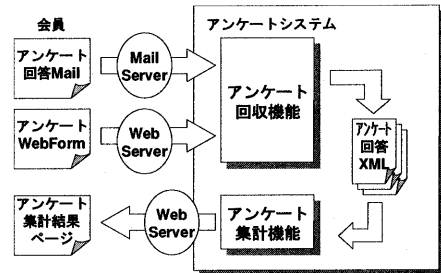 会員
アンケートシステム
アンケート
回答Mail
Mail
Server
アンケート
回収機能
アンケート
WebForm
Web
Server
アンケート
回答
XML
アンケート
集計結果
ページ
Web
Server
アンケート
集計機能